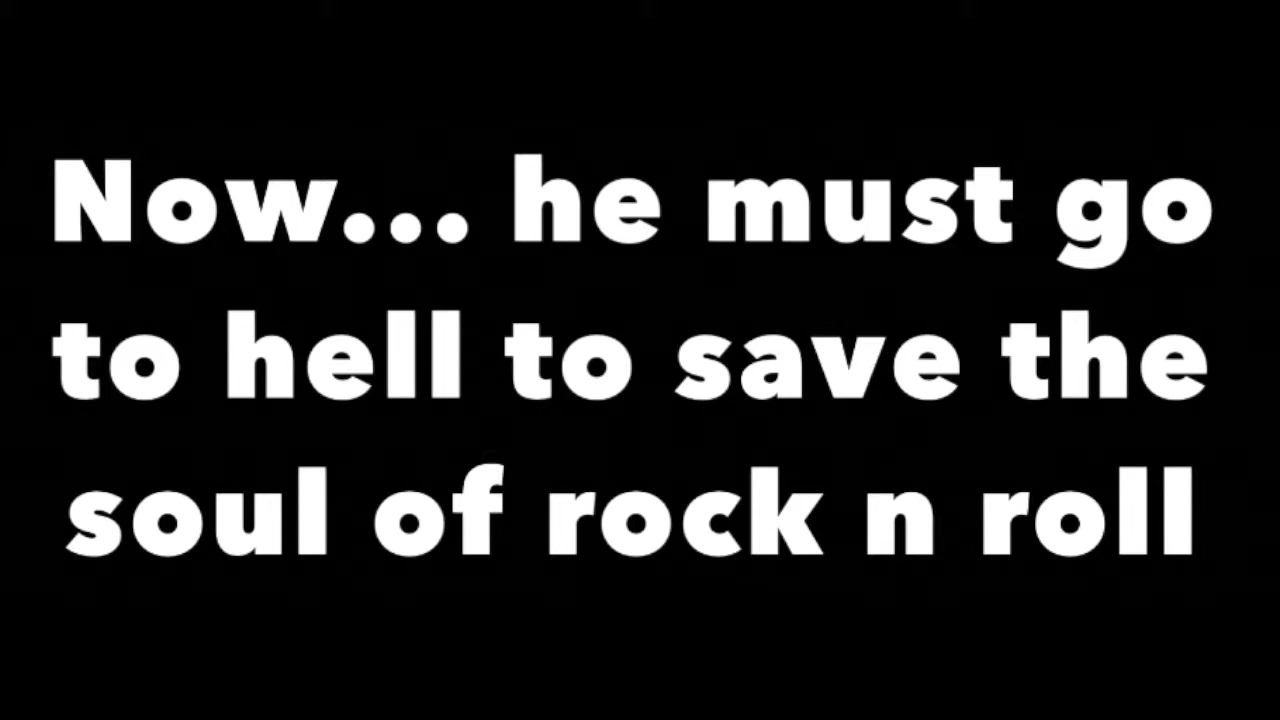 Now... he must go
to hell to save the
soul of rock n roll